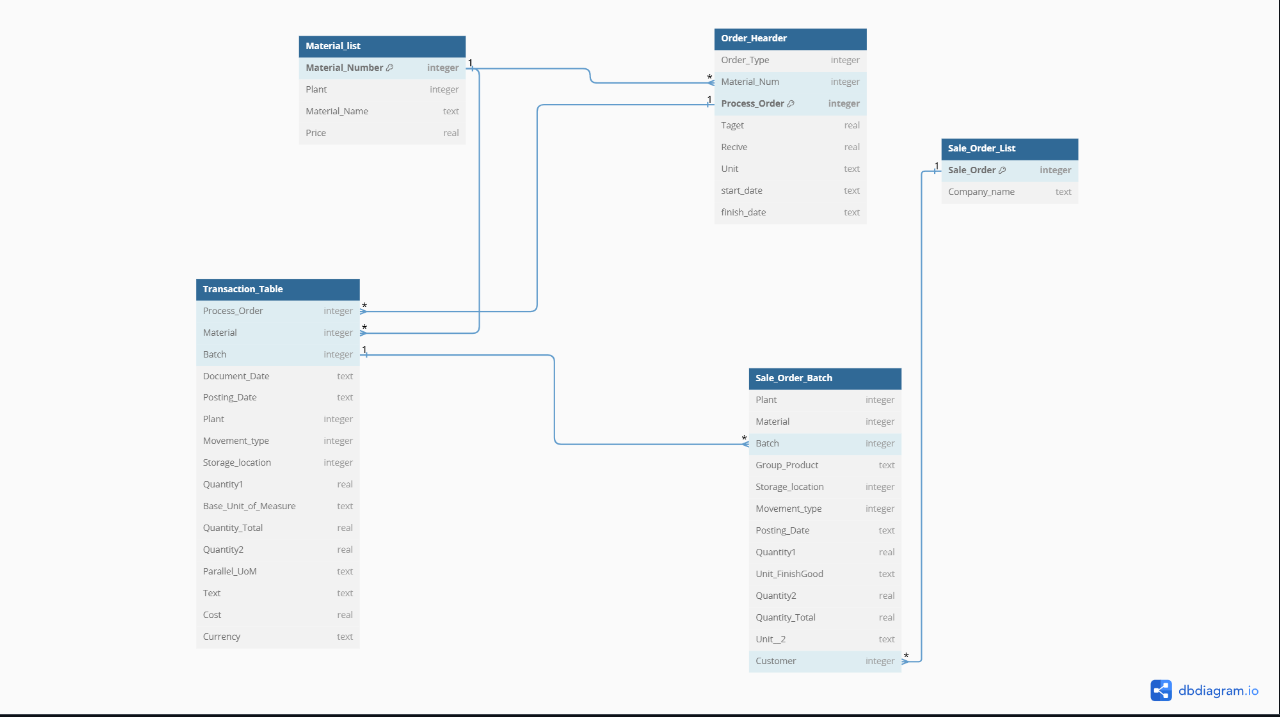 Material_list
Material_Number integer
Plant integer
Material_Name text
Price real
Order_Hearder
Order_Type integer
Material_Num integer
Process_Order integer
Taget real
Recive real
Unit text
start_date text
finish_date text
Sale_Order_List
Sale_Order integer
Company_name text
Transaction_Table
Process_Order integer
Material integer
Batch integer
Document_Date text
Posting_Date text
Plant integer
Movement_type integer
Storage_location integer
Quantity1 real
Base_Unit_of_Measure text
Quantity_Total real
Quantity2 real
Parallel_UoM text
Text text
Cost real
Currency text
Sale_Order_Batch
Plant integer
Material integer
Batch integer
Group_Product text
Storage_location integer
Movement_type integer
Posting_Date text
Quantity1 real
Unit_FinishGood text
Quantity2 real
Quantity_Total real
Unit__2 text
Customer integer
1
*
1
1
*
*
1
*
*
dbdiagram.io